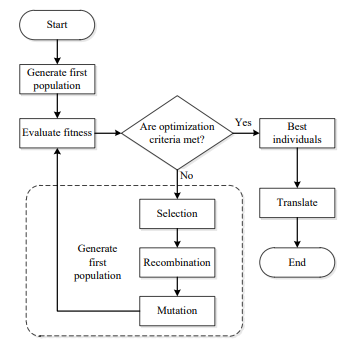 Start
Generate first
population
Evaluate fitness
Are optimization
criteria met?
Yes
Best
individuals
No
Selection
Translate
Generate
first
population
Recombination
End
Mutation